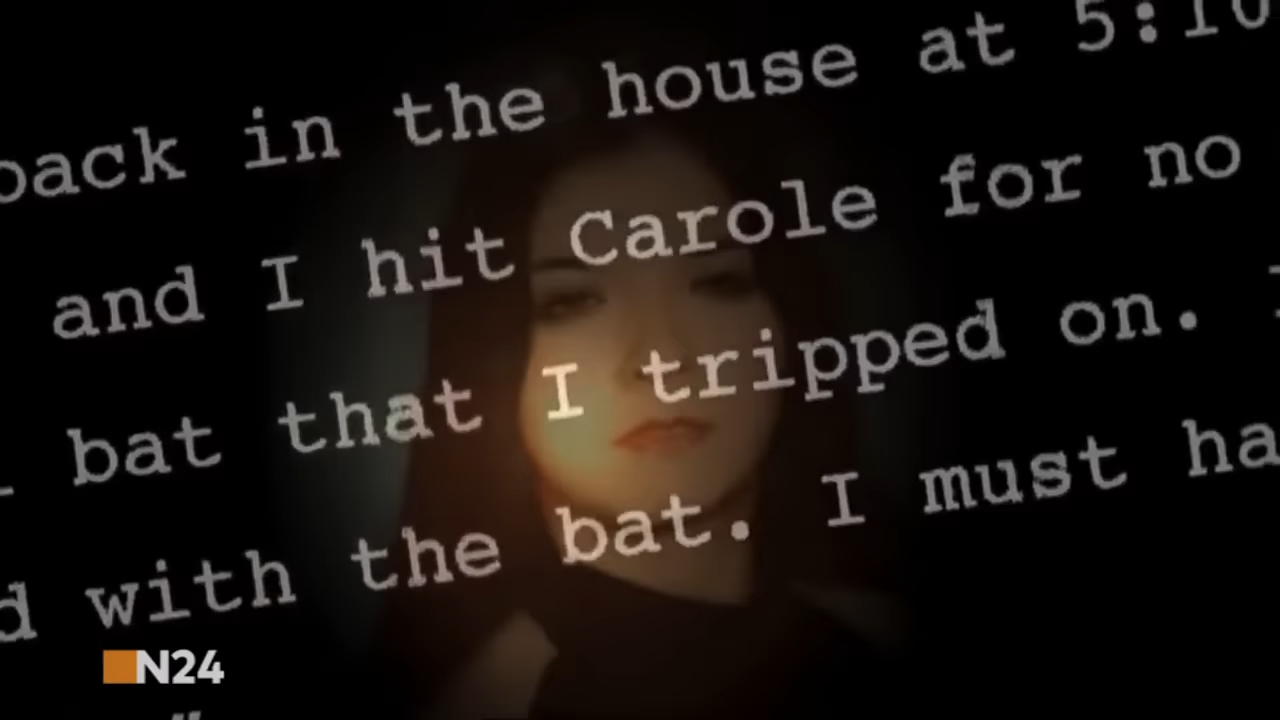 back in the house at 5:10
and I hit Carole for no
bat that I tripped on.
d with the bat. I must ha
N24
"